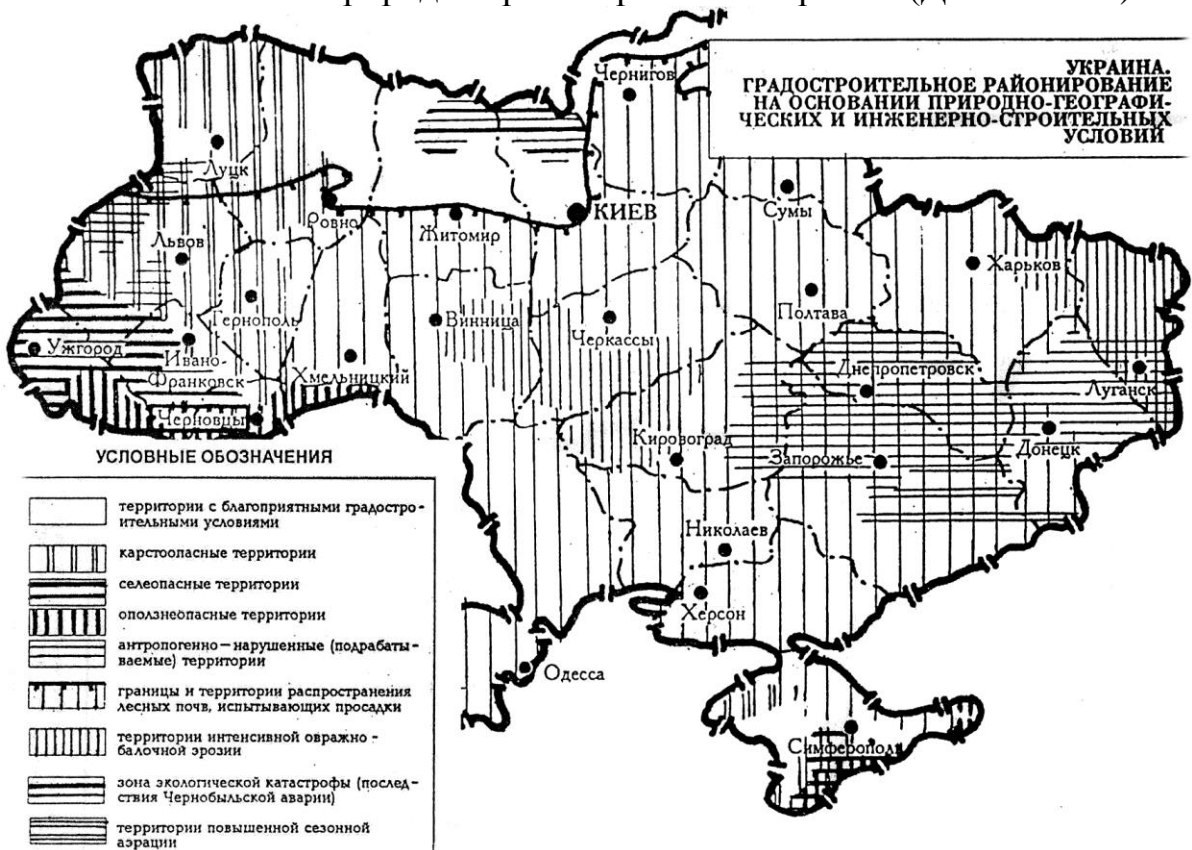 УКРАИНА.
ГРАДОСТРОИТЕЛЬНОЕ РАЙОНИРОВАНИЕ
НА ОСНОВАНИИ ПРИРОДНО-ГЕОГРАФИ-
ЧЕСКИХ И ИНЖЕНЕРНО-СТРОИТЕЛЬНЫХ
УСЛОВИЙ
Чернигов
Луцк
Ровно
КИЕВ
Сумы
Житомир
Львов
Харьков
Тернополь
Винница
Полтава
Черкассы
Ужгород
Ивано-
Франковск
Хмельницкий
Днепропетровск
Луганск
Черновцы
Кировоград
Донецк
Запорожье
Николаев
Херсон
Одесса
Симферополь
УСЛОВНЫЕ ОБОЗНАЧЕНИЯ
территории с благоприятными градостро-
ительными условиями
карстоопасные территории
селеопасные территории
оползнеопасные территории
антропогенно—нарушенные (подрабаты-
ваемые) территории
границы и территории распространения
лесных почв, испытывающих просадки
территории интенсивной овражно-
балочной эрозии
зона экологической катастрофы (послед-
ствия Чернобыльской аварии)
территории повышенной сезонной
аэрации